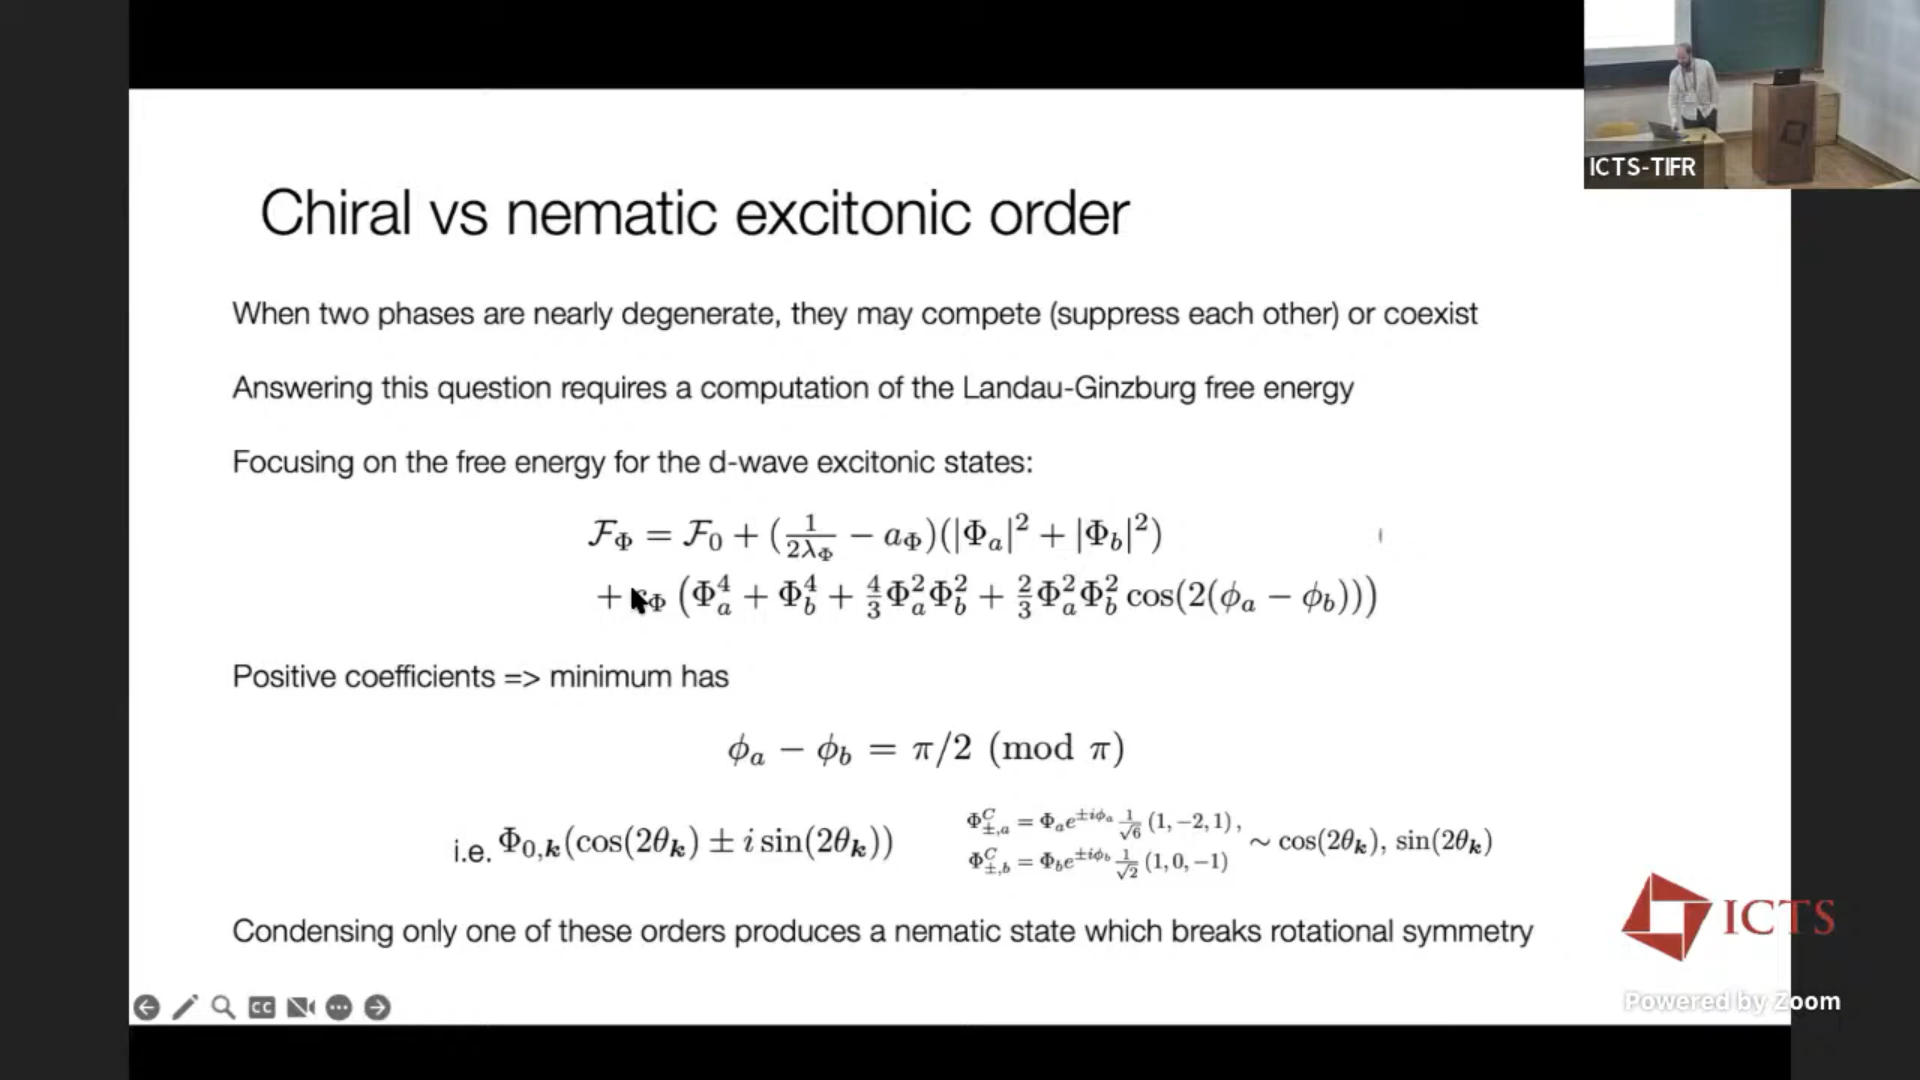 ICTS-TIFR
Chiral vs nematic excitonic order
When two phases are nearly degenerate, they may compete (suppress each other) or coexist
Answering this question requires a computation of the Landau-Ginzburg free energy
Focusing on the free energy for the d-wave excitonic states:
ℱ_Φ = ℱ₀ + (1/(2λ_Φ) − a_Φ)(|Φ_a|² + |Φ_b|²)
+ _Φ (Φ_a⁴ + Φ_b⁴ + 4/3 Φ_a²Φ_b² + 2/3 Φ_a²Φ_b² cos(2(ϕ_a − ϕ_b)))
Positive coefficients => minimum has
ϕ_a − ϕ_b = π/2 (mod π)
i.e. Φ_{0,k}(cos(2θ_k) ± i sin(2θ_k))
Φ^C_{±,a} = Φ_a e^{±iϕ_a} 1/√6 (1, −2, 1),
Φ^C_{±,b} = Φ_b e^{±iϕ_b} 1/√2 (1, 0, −1)
∼ cos(2θ_k), sin(2θ_k)
Condensing only one of these orders produces a nematic state which breaks rotational symmetry
ICTS
CC
Powered by Zoom